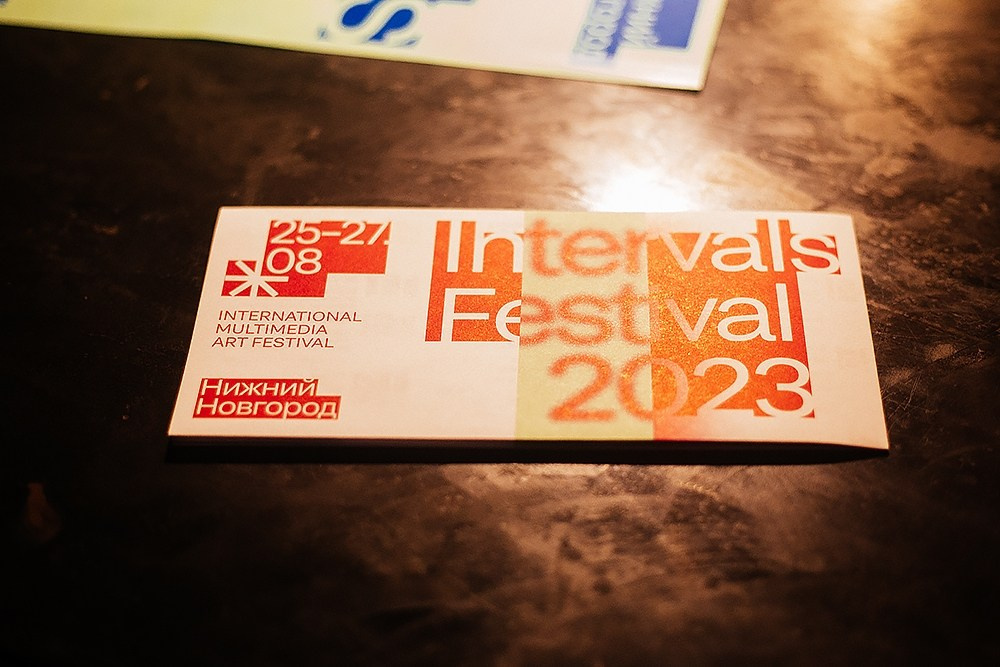 25–27.
08
INTERNATIONAL
MULTIMEDIA
ART FESTIVAL
Нижний
Новгород
Intervals
Festival
2023